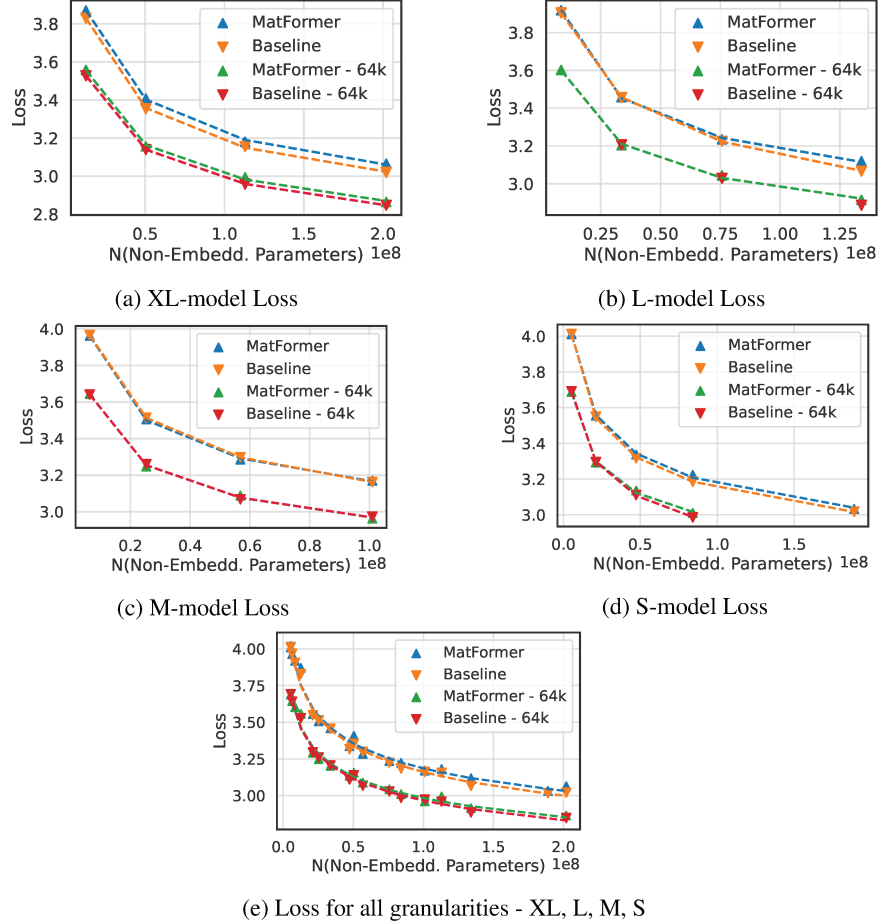 3.8
3.6
3.4
3.2
3.0
2.8
Loss
MatFormer
Baseline
MatFormer - 64k
Baseline - 64k
0.5
1.0
1.5
2.0
N(Non-Embedd. Parameters)
1e8
(a) XL-model Loss
3.8
3.6
3.4
3.2
3.0
Loss
MatFormer
Baseline
MatFormer - 64k
Baseline - 64k
0.25
0.50
0.75
1.00
1.25
N(Non-Embedd. Parameters)
1e8
(b) L-model Loss
4.0
3.8
3.6
3.4
3.2
3.0
Loss
MatFormer
Baseline
MatFormer - 64k
Baseline - 64k
0.2
0.4
0.6
0.8
1.0
N(Non-Embedd. Parameters)
1e8
(c) M-model Loss
4.0
3.8
3.6
3.4
3.2
3.0
Loss
MatFormer
Baseline
MatFormer - 64k
Baseline - 64k
0.0
0.5
1.0
1.5
N(Non-Embedd. Parameters)
1e8
(d) S-model Loss
4.00
3.75
3.50
3.25
3.00
Loss
MatFormer
Baseline
MatFormer - 64k
Baseline - 64k
0.0
0.5
1.0
1.5
2.0
N(Non-Embedd. Parameters)
1e8
(e) Loss for all granularities - XL, L, M, S